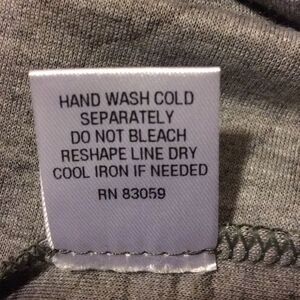 HAND WASH COLD
SEPARATELY
DO NOT BLEACH
RESHAPE LINE DRY
COOL IRON IF NEEDED
RN 83059